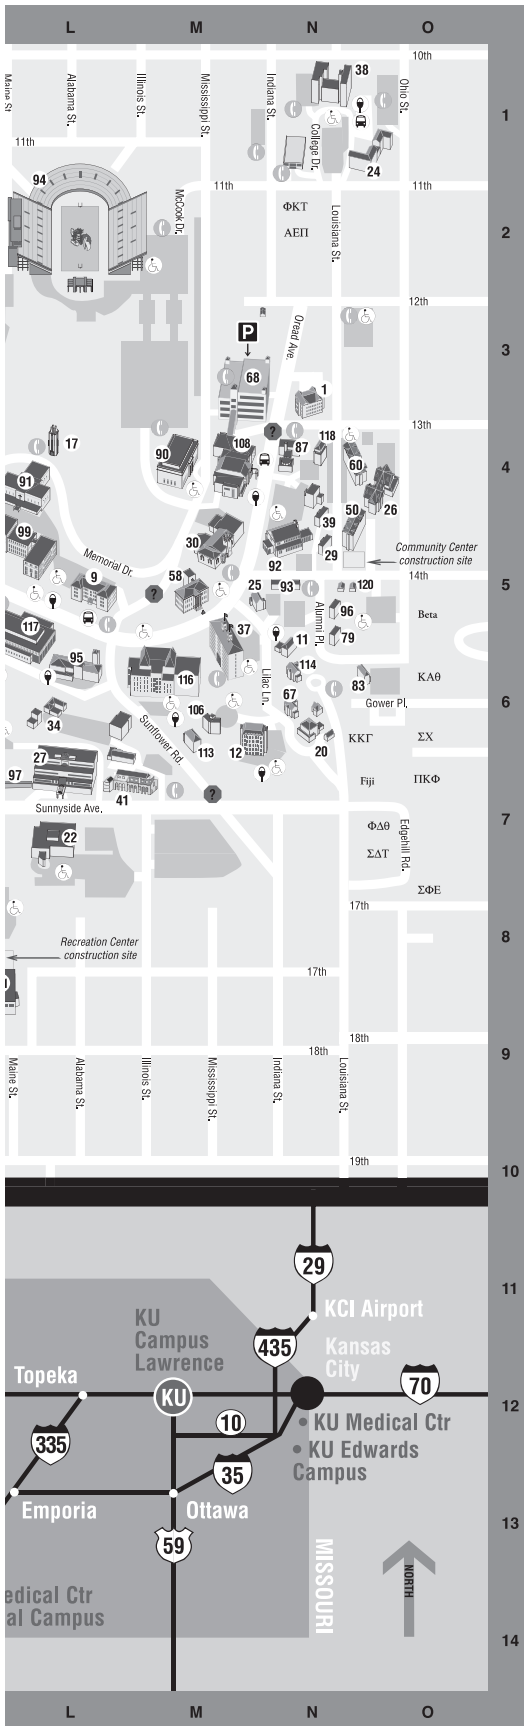 L M N O
10th
Maine St.
Alabama St.
Illinois St.
Mississippi St.
Indiana St.
38
Ohio St.
1
College Dr.
11th
24
94
11th
11th
McCook Dr.
ΦΚΤ
ΑΕΠ
Louisiana St.
2
12th
P
Oread Ave.
3
68
1
13th
?
17
90
108
87
118
60
4
91
26
99
39
50
30
92
29
Community Center
construction site
Memorial Dr.
14th
9
58
?
25
93
120
5
117
37
11
Alumni Pl.
96
79
Beta
95
116
Lilac Ln.
114
83
ΚΑθ
34
106
67
Gower Pl.
6
Sunflower Rd.
113
12
20
ΚΚΓ
ΣΧ
27
97
41
?
Fiji
ΠΚΦ
Sunnyside Ave.
22
ΦΔθ
ΣΔΤ
Edgehill Rd.
7
ΣΦΕ
17th
8
Recreation Center
construction site
17th
18th
18th
9
Maine St.
Alabama St.
Illinois St.
Mississippi St.
Indiana St.
Louisiana St.
19th
10
29
11
KCI Airport
KU
Campus
Lawrence
435
Kansas
City
Topeka
70
KU
12
10
• KU Medical Ctr
335
• KU Edwards
Campus
35
Emporia
Ottawa
13
59
MISSOURI
NORTH
edical Ctr
al Campus
14
L M N O